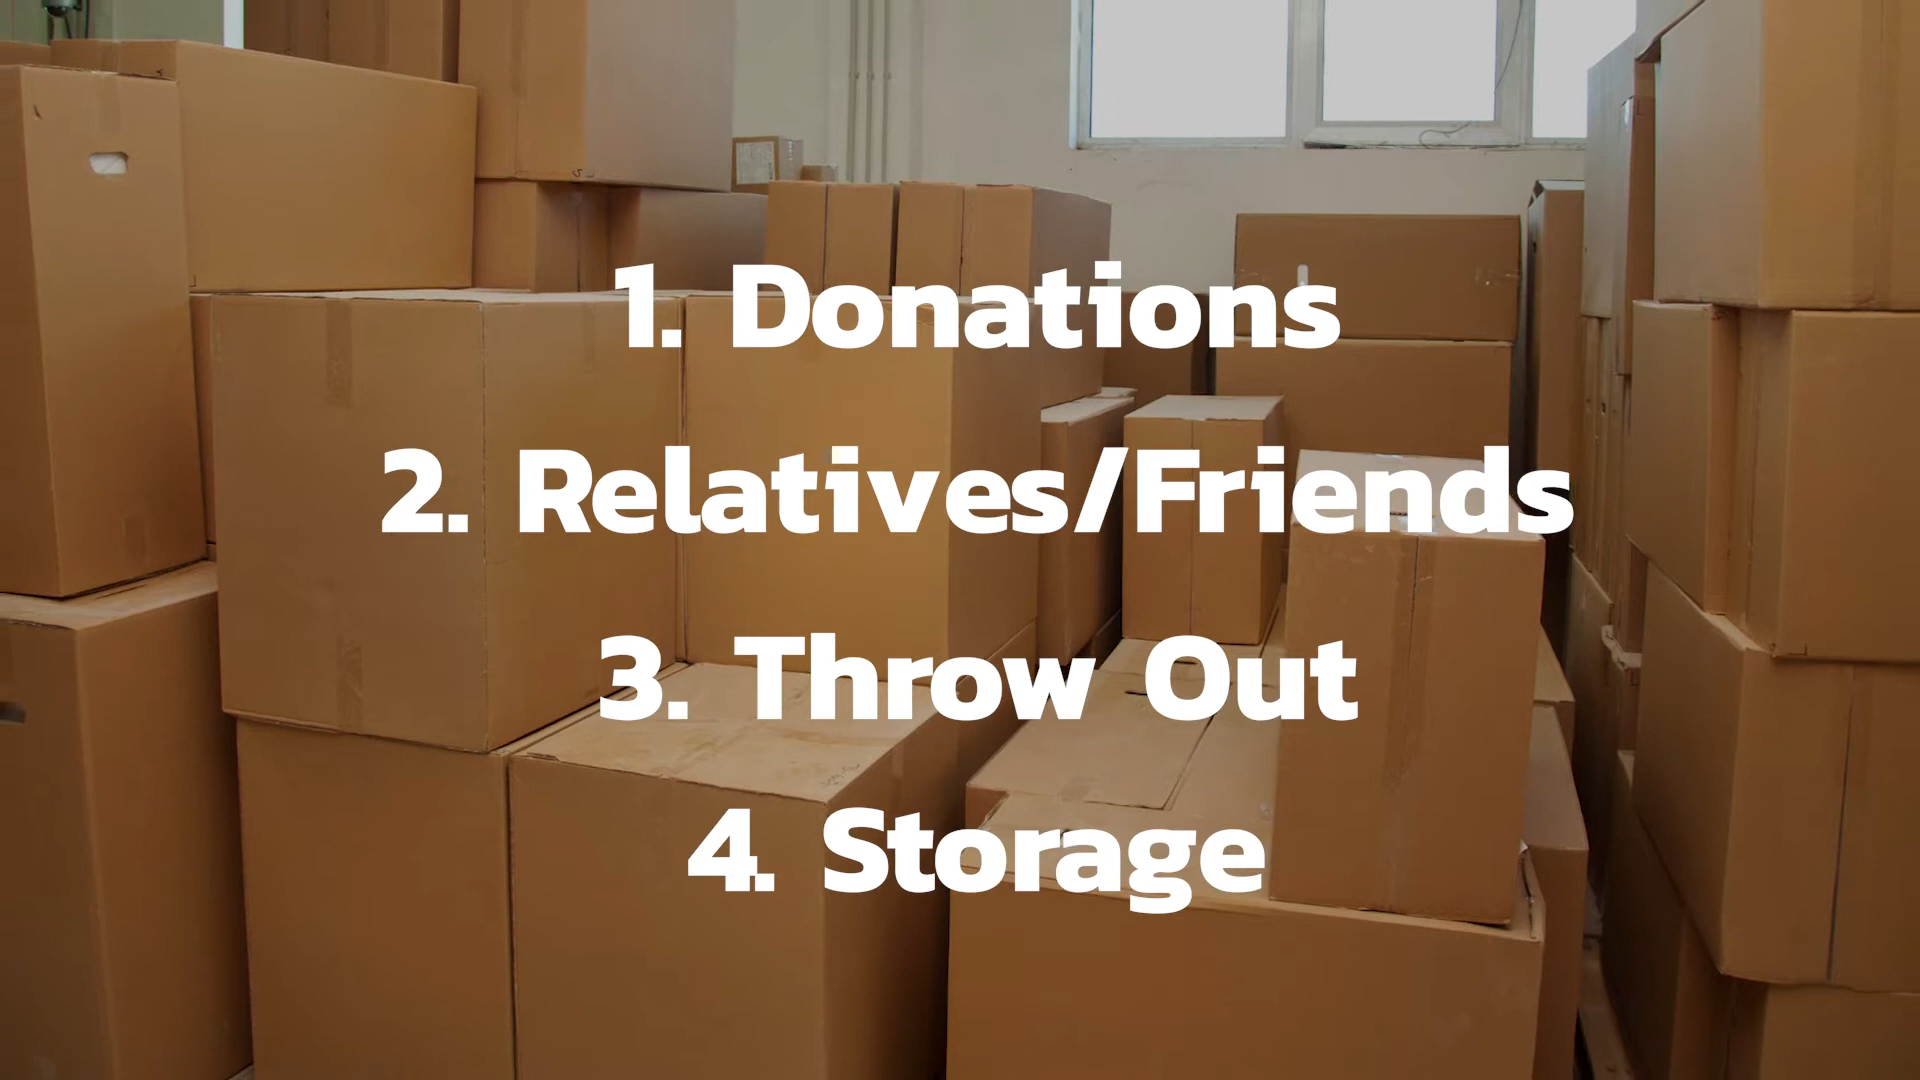 1. Donations
2. Relatives/Friends
3. Throw Out
4. Storage